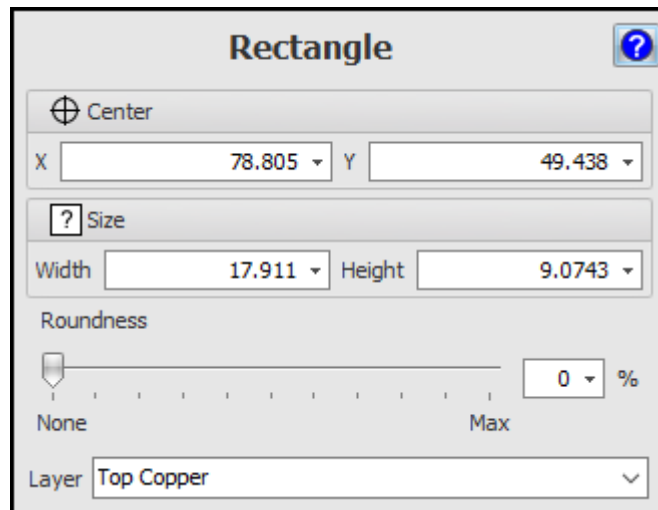 Rectangle ?
Center
X 78.805 Y 49.438
? Size
Width 17.911 Height 9.0743
Roundness
0 %
None Max
Layer Top Copper